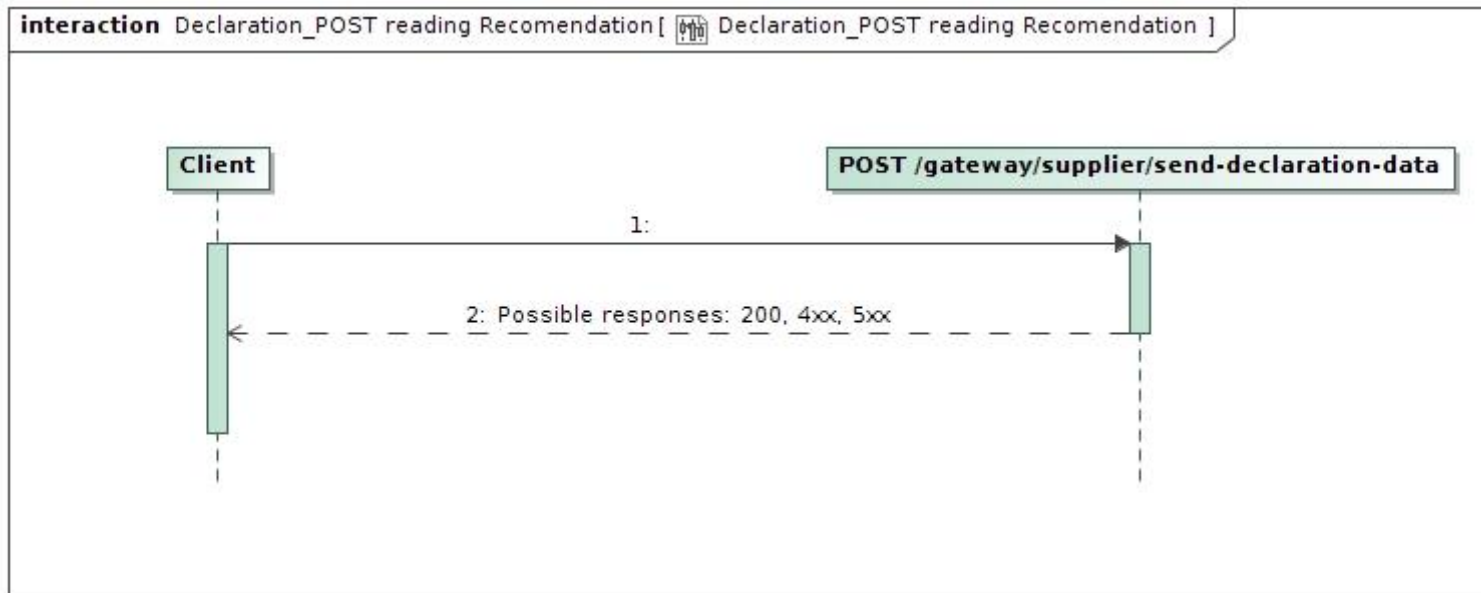 interaction Declaration_POST reading Recomendation[ Declaration_POST reading Recomendation ]
Client
POST /gateway/supplier/send-declaration-data
1:
2: Possible responses: 200, 4xx, 5xx